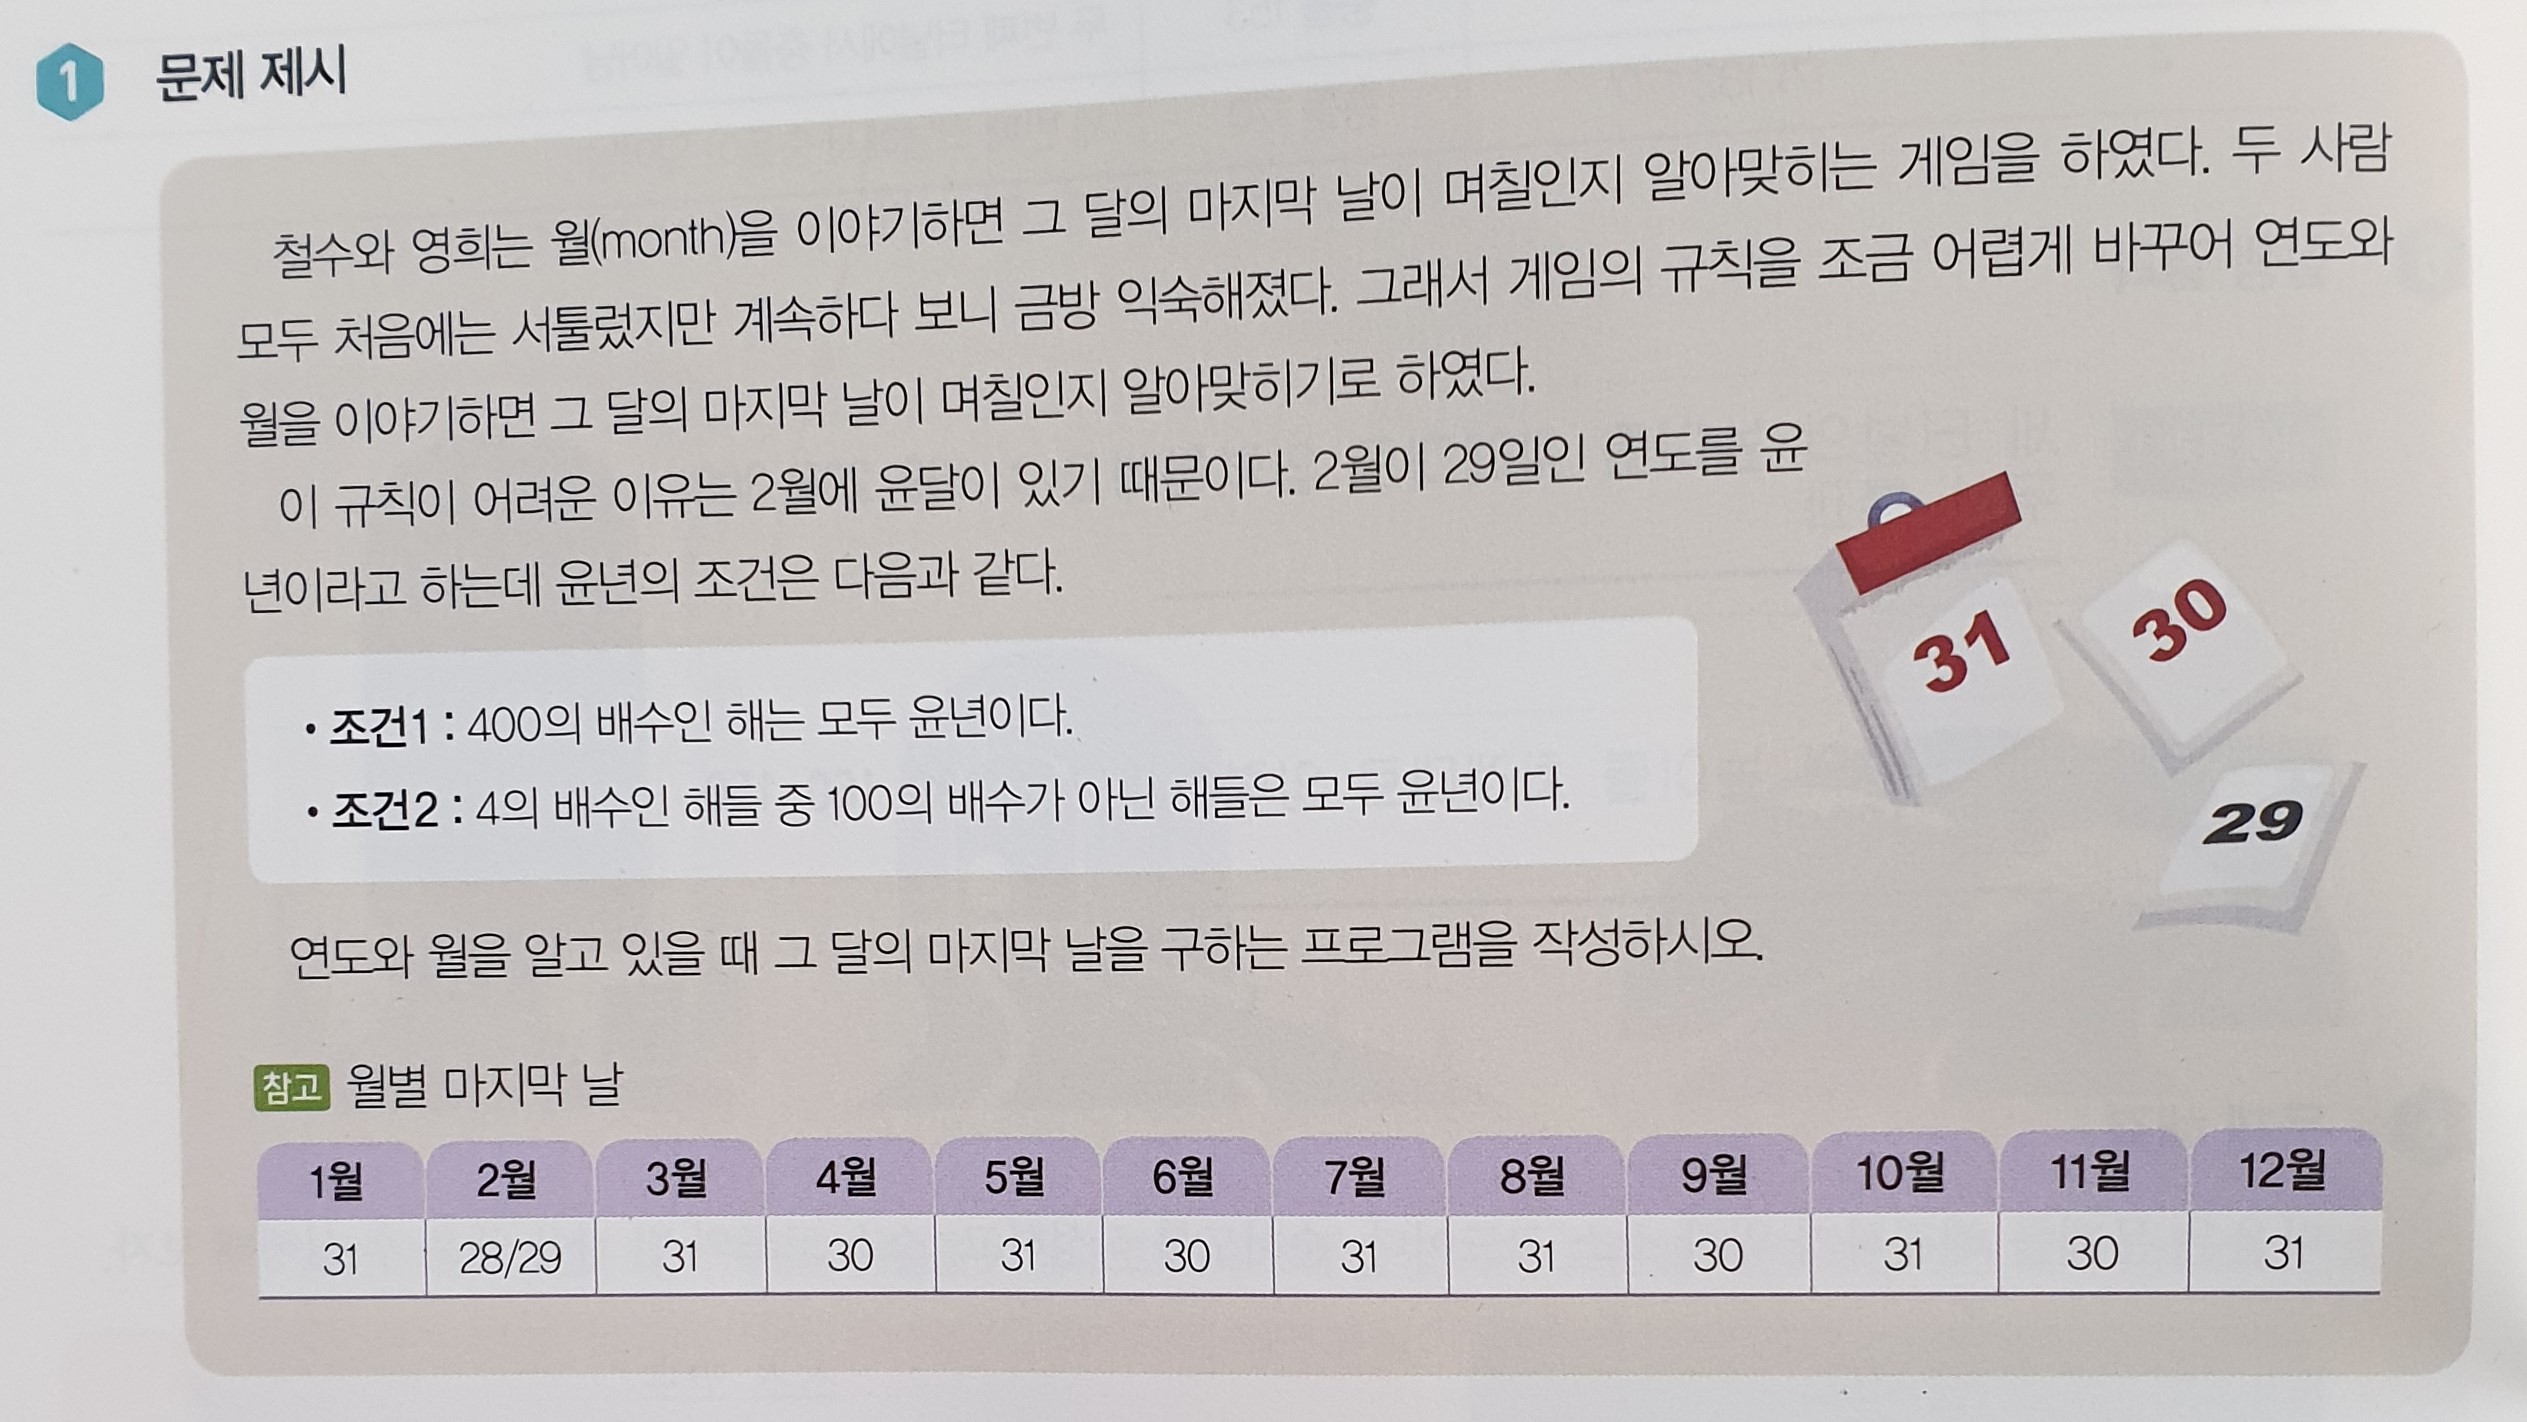 1 문제 제시
철수와 영희는 월(month)을 이야기하면 그 달의 마지막 날이 며칠인지 알아맞히는 게임을 하였다. 두 사람
모두 처음에는 서툴렀지만 계속하다 보니 금방 익숙해졌다. 그래서 게임의 규칙을 조금 어렵게 바꾸어 연도와
월을 이야기하면 그 달의 마지막 날이 며칠인지 알아맞히기로 하였다.
이 규칙이 어려운 이유는 2월에 윤달이 있기 때문이다. 2월이 29일인 연도를 윤
년이라고 하는데 윤년의 조건은 다음과 같다.
31
30
29
• 조건1 : 400의 배수인 해는 모두 윤년이다.
• 조건2 : 4의 배수인 해들 중 100의 배수가 아닌 해들은 모두 윤년이다.
연도와 월을 알고 있을 때 그 달의 마지막 날을 구하는 프로그램을 작성하시오.
참고 월별 마지막 날
1월 2월 3월 4월 5월 6월 7월 8월 9월 10월 11월 12월
31 28/29 31 30 31 30 31 31 30 31 30 31